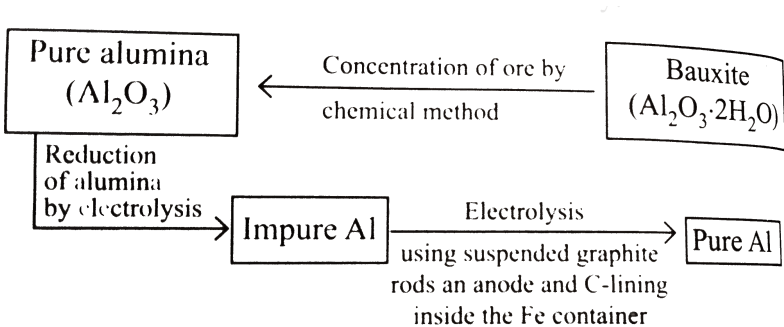 Pure alumina
(Al₂O₃)
Concentration of ore by
chemical method
Bauxite
(Al₂O₃·2H₂O)
Reduction
of alumina
by electrolysis
Impure Al
Electrolysis
using suspended graphite
rods an anode and C-lining
inside the Fe container
Pure Al